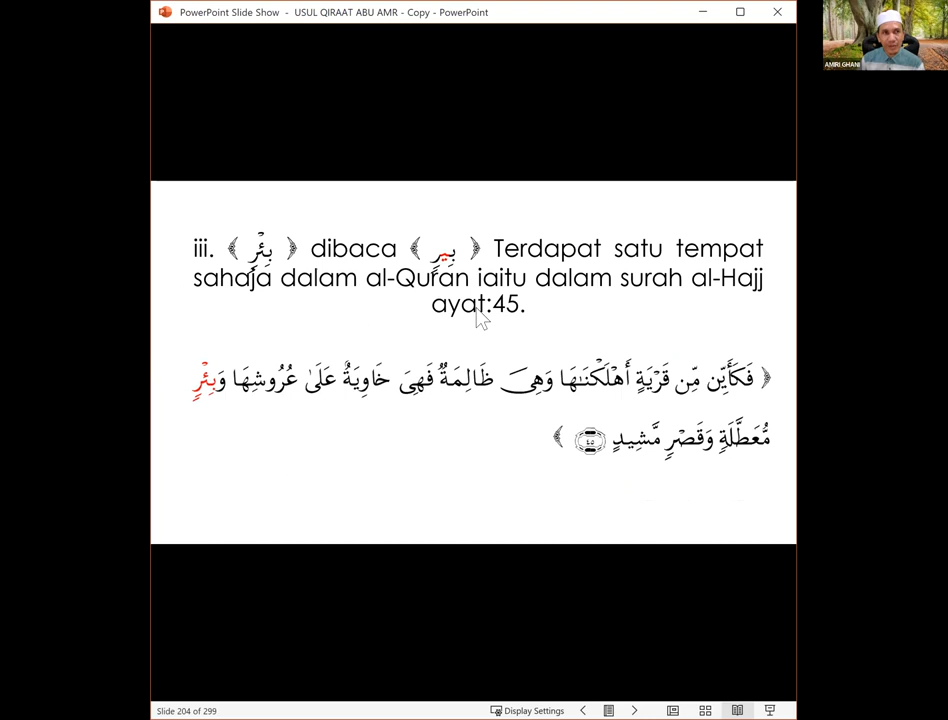 PowerPoint Slide Show - USUL QIRAAT ABU AMR - Copy - PowerPoint
AMIRI GHANI
iii. ﴿ بِئْرٍ ﴾ dibaca ﴿ بِيرٍ ﴾ Terdapat satu tempat
sahaja dalam al-Quran iaitu dalam surah al-Hajj
ayat:45.
﴿ فَكَأَيِّن مِّن قَرْيَةٍ أَهْلَكْنَٰهَا وَهِىَ ظَالِمَةٌ فَهِىَ خَاوِيَةٌ عَلَىٰ عُرُوشِهَا وَبِئْرٍ
مُّعَطَّلَةٍ وَقَصْرٍ مَّشِيدٍ ٤٥ ﴾
Slide 204 of 299
Display Settings